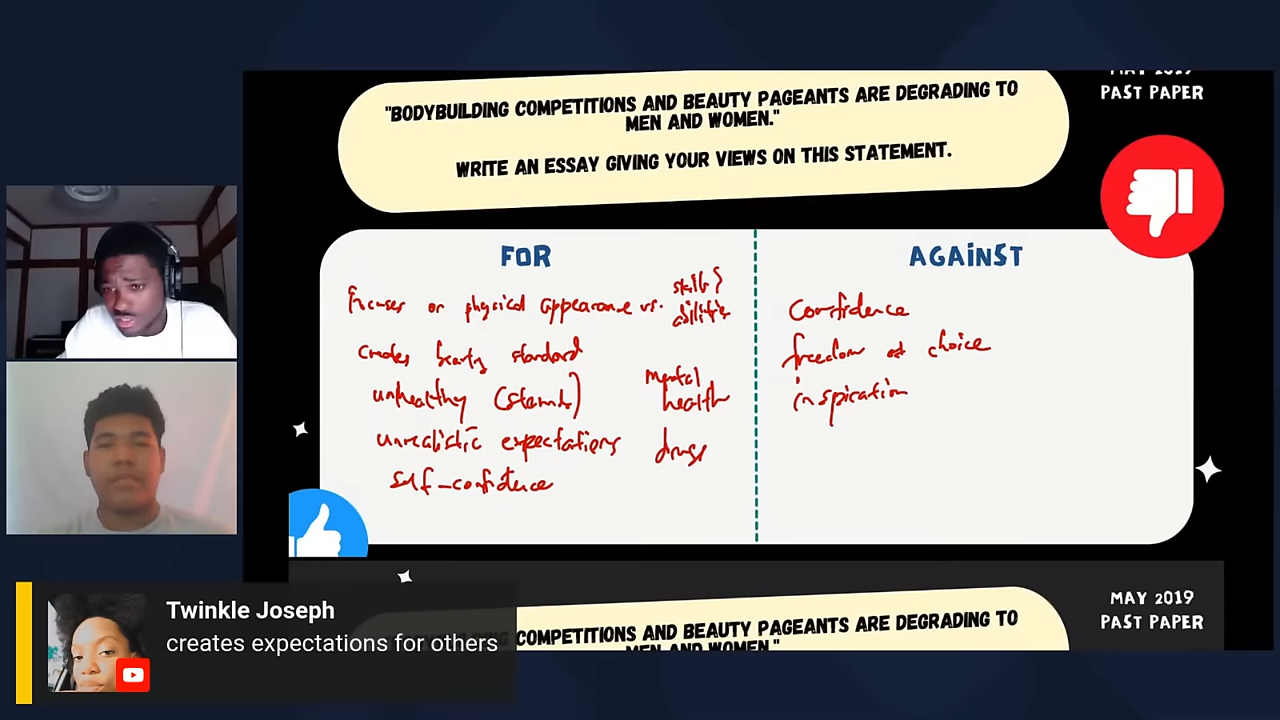 MAY 2019
PAST PAPER
"BODYBUILDING COMPETITIONS AND BEAUTY PAGEANTS ARE DEGRADING TO
MEN AND WOMEN."
WRITE AN ESSAY GIVING YOUR VIEWS ON THIS STATEMENT.
FOR
Focuses on physical appearance vs. skills
abilities
creates beauty standard
unhealthy
mental
health
unrealistic expectations
drugs
self-confidence
AGAINST
Confidence
freedom of choice
inspiration
MAY 2019
PAST PAPER
COMPETITIONS AND BEAUTY PAGEANTS ARE DEGRADING TO
MEN AND WOMEN."
Twinkle Joseph
creates expectations for others